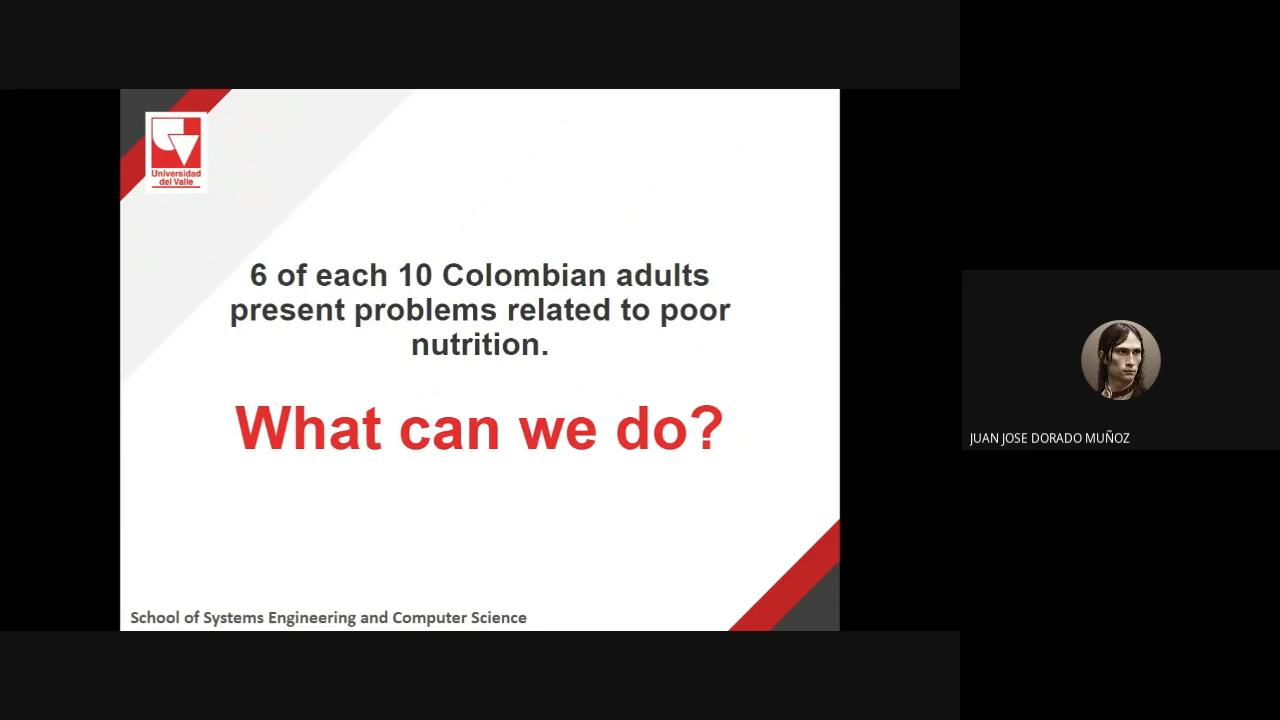 Universidad
del Valle
6 of each 10 Colombian adults
present problems related to poor
nutrition.
What can we do?
School of Systems Engineering and Computer Science
JUAN JOSE DORADO MUÑOZ